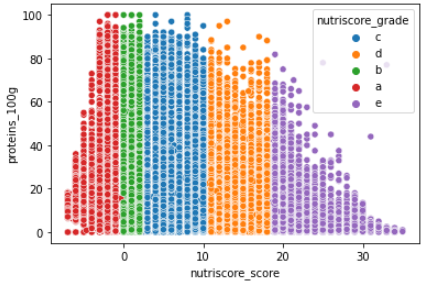 nutriscore_grade
c
d
b
a
e
100
80
60
40
20
0
proteins_100g
0
10
20
30
nutriscore_score